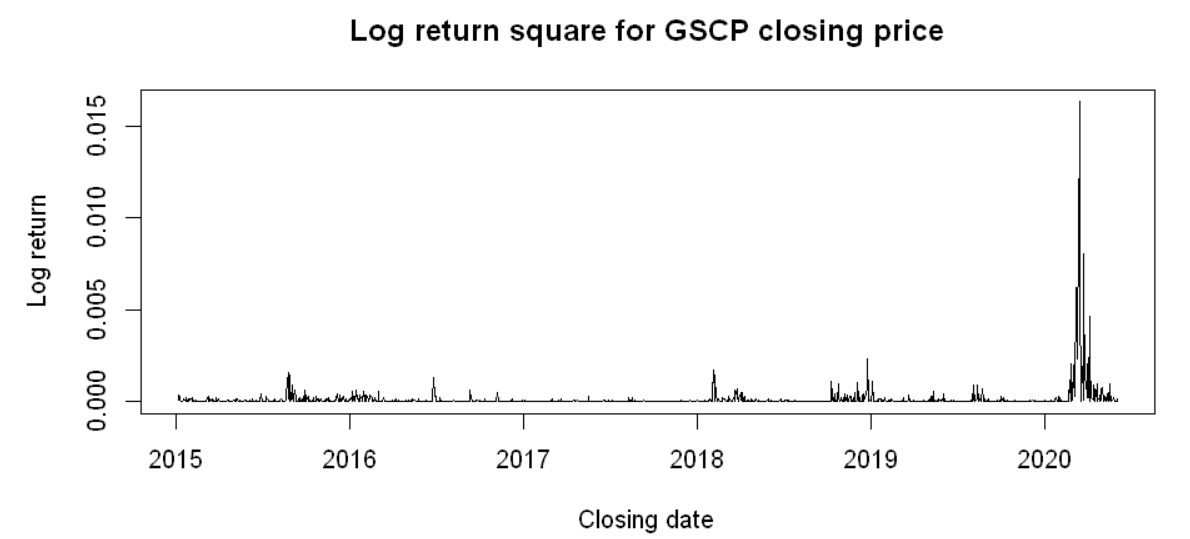 Log return square for GSCP closing price
Log return
0.015
0.010
0.005
0.000
2015 2016 2017 2018 2019 2020
Closing date